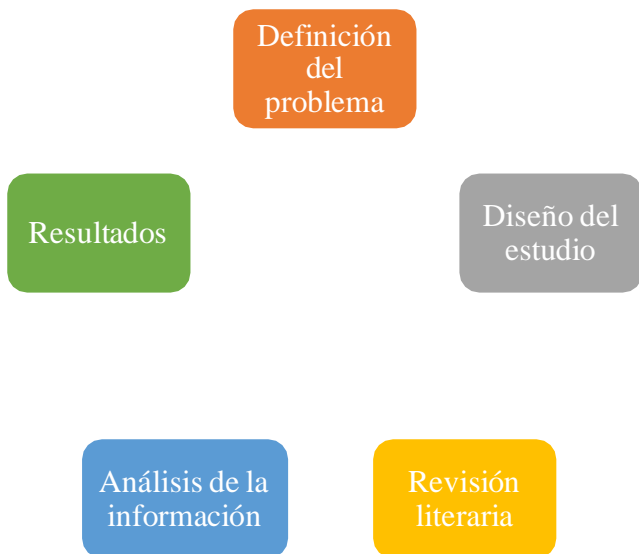 Definición
del
problema
Diseño del
estudio
Revisión
literaria
Análisis de la
información
Resultados